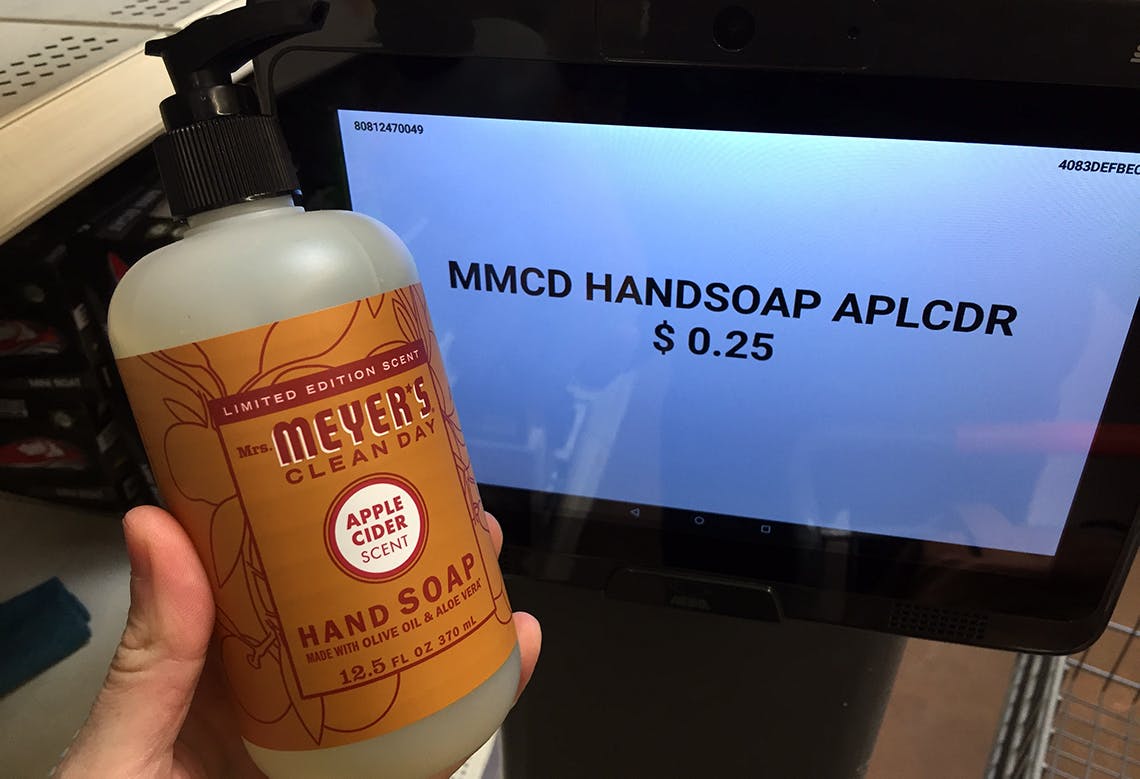 LIMITED EDITION SCENT
Mrs. MEYER'S
CLEAN DAY
APPLE
CIDER
SCENT
HAND SOAP
MADE WITH OLIVE OIL & ALOE VERA
12.5 FL OZ 370 mL
80812470049
4083DEFBEC
MMCD HANDSOAP APLCDR
$ 0.25